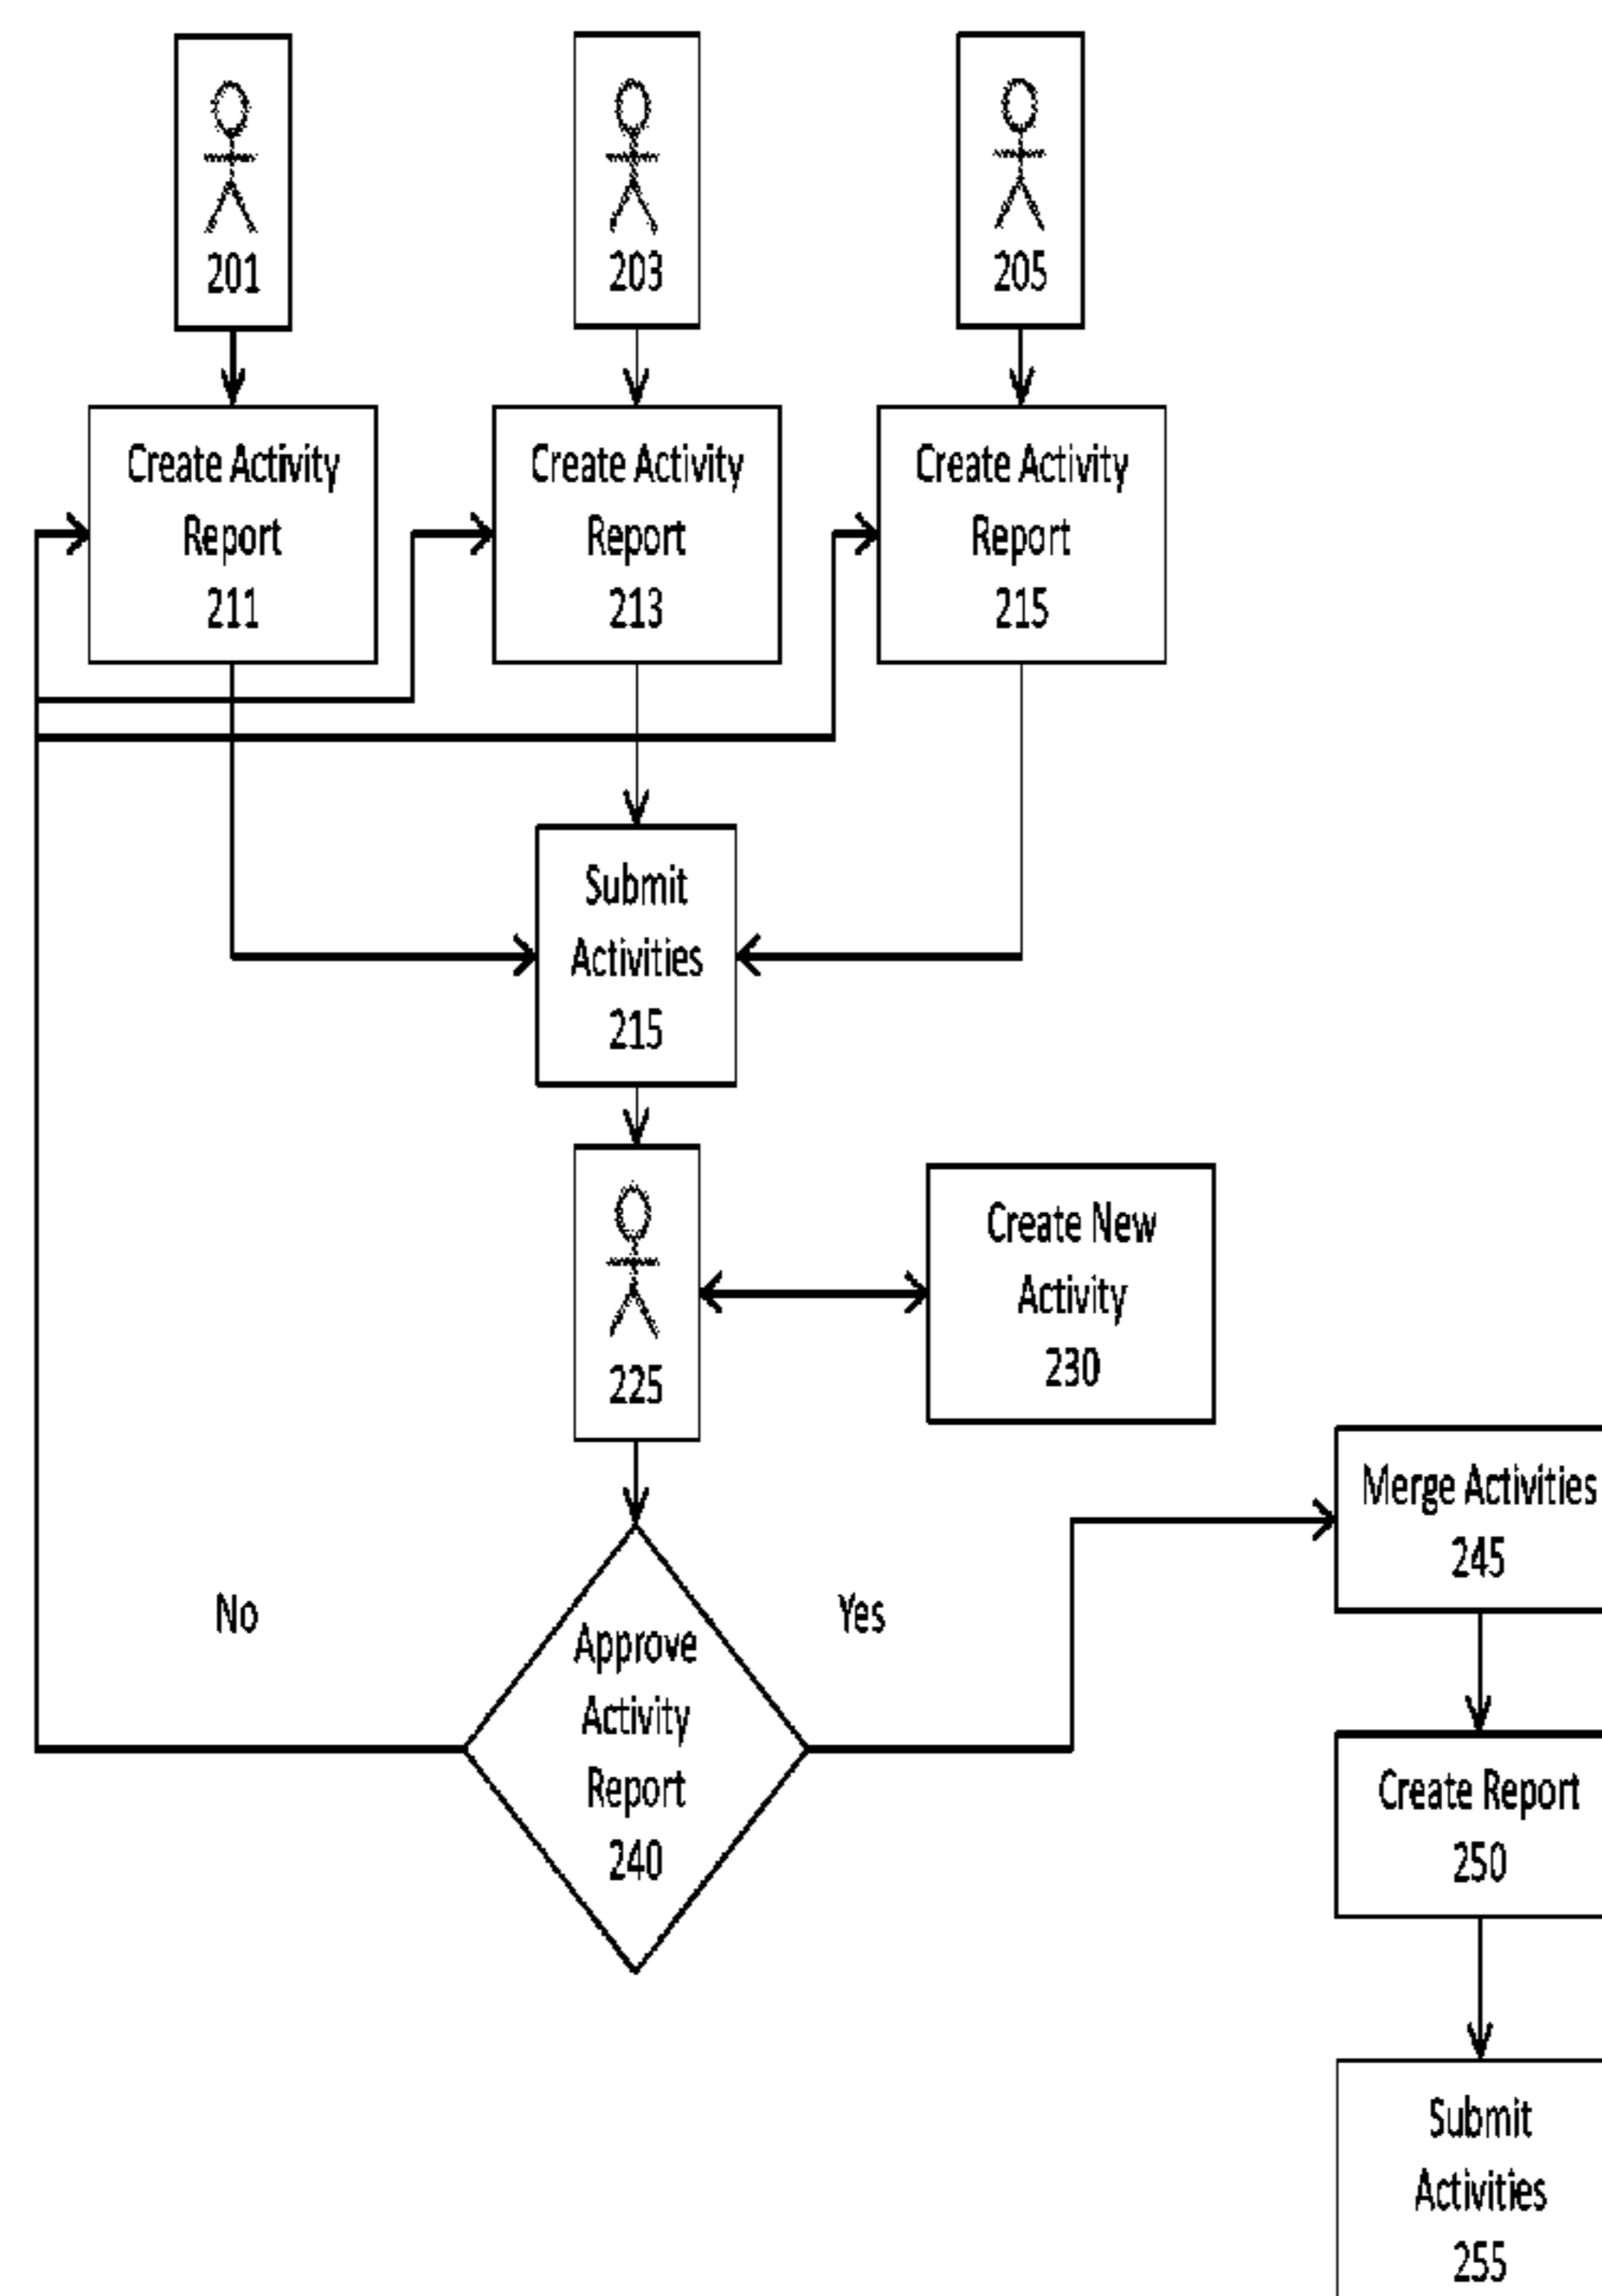 201
203
205
Create Activity
Report
211
Create Activity
Report
213
Create Activity
Report
215
Submit
Activities
215
225
Create New
Activity
230
Merge Activities
245
No
Yes
Approve
Activity
Report
240
Create Report
250
Submit
Activities
255